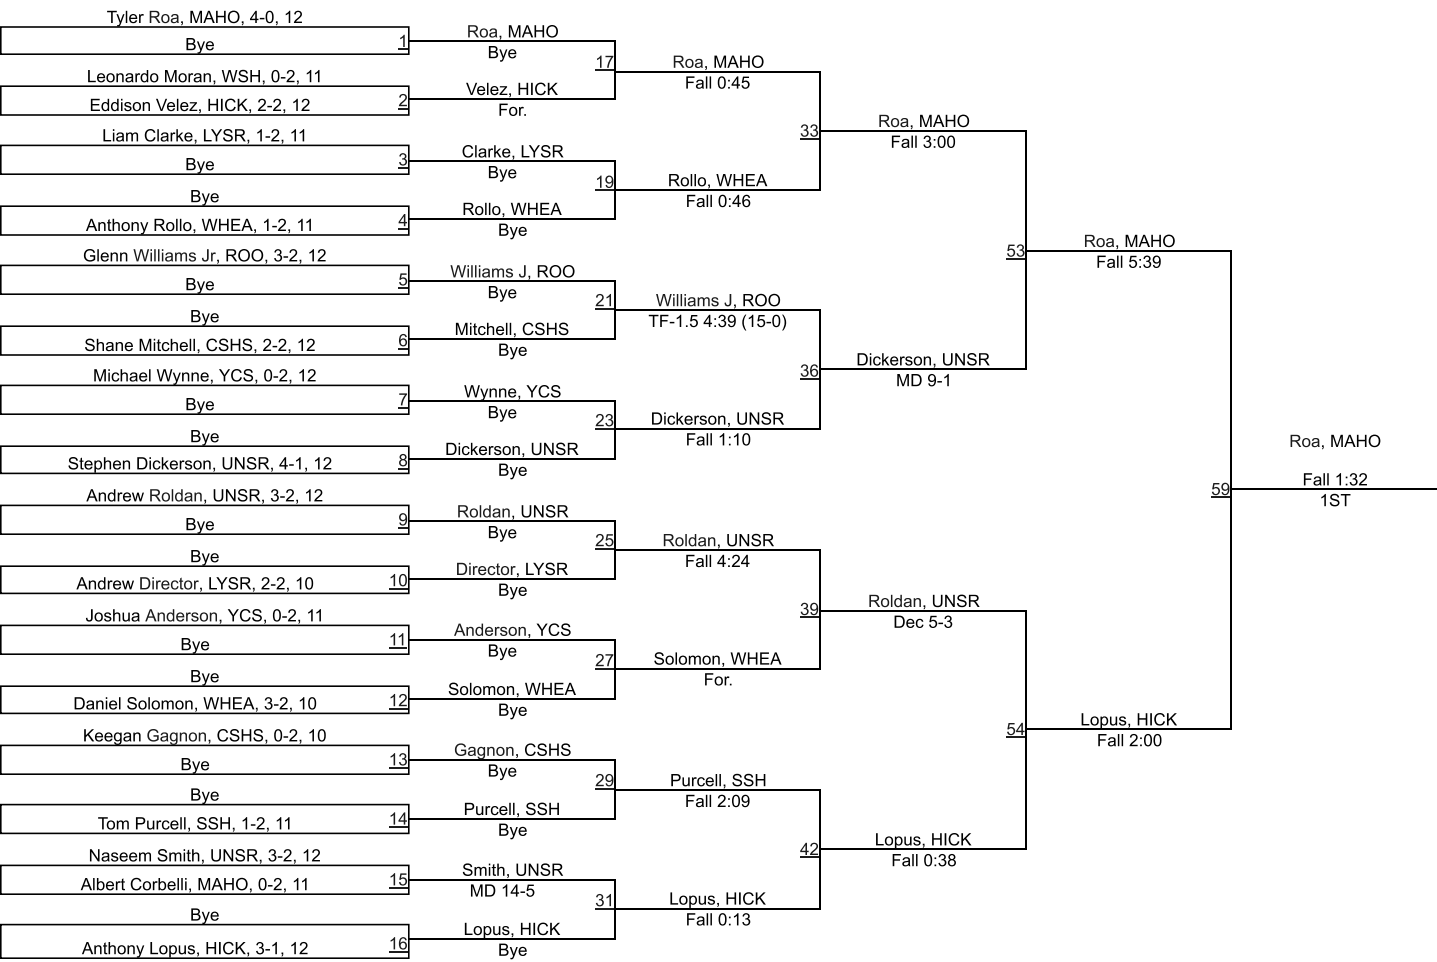 Tyler Roa, MAHO, 4-0, 12
Bye
1
Leonardo Moran, WSH, 0-2, 11
Eddison Velez, HICK, 2-2, 12
2
Liam Clarke, LYSR, 1-2, 11
Bye
3
Bye
Anthony Rollo, WHEA, 1-2, 11
4
Glenn Williams Jr, ROO, 3-2, 12
Bye
5
Bye
Shane Mitchell, CSHS, 2-2, 12
6
Michael Wynne, YCS, 0-2, 12
Bye
7
Bye
Stephen Dickerson, UNSR, 4-1, 12
8
Andrew Roldan, UNSR, 3-2, 12
Bye
9
Bye
Andrew Director, LYSR, 2-2, 10
10
Joshua Anderson, YCS, 0-2, 11
Bye
11
Bye
Daniel Solomon, WHEA, 3-2, 10
12
Keegan Gagnon, CSHS, 0-2, 10
Bye
13
Bye
Tom Purcell, SSH, 1-2, 11
14
Naseem Smith, UNSR, 3-2, 12
Albert Corbelli, MAHO, 0-2, 11
15
Bye
Anthony Lopus, HICK, 3-1, 12
16
Roa, MAHO
Bye
17
Velez, HICK
For.
Clarke, LYSR
Bye
19
Rollo, WHEA
Bye
Williams J, ROO
Bye
21
Mitchell, CSHS
Bye
Wynne, YCS
Bye
23
Dickerson, UNSR
Bye
Roldan, UNSR
Bye
25
Director, LYSR
Bye
Anderson, YCS
Bye
27
Solomon, WHEA
Bye
Gagnon, CSHS
Bye
29
Purcell, SSH
Bye
Smith, UNSR
MD 14-5
31
Lopus, HICK
Bye
Roa, MAHO
Fall 0:45
33
Rollo, WHEA
Fall 0:46
Williams J, ROO
TF-1.5 4:39 (15-0)
36
Dickerson, UNSR
Fall 1:10
Roldan, UNSR
Fall 4:24
39
Solomon, WHEA
For.
Purcell, SSH
Fall 2:09
42
Lopus, HICK
Fall 0:13
Roa, MAHO
Fall 3:00
53
Dickerson, UNSR
MD 9-1
Roldan, UNSR
Dec 5-3
54
Lopus, HICK
Fall 0:38
Roa, MAHO
Fall 5:39
59
Lopus, HICK
Fall 2:00
Roa, MAHO
Fall 1:32
1ST